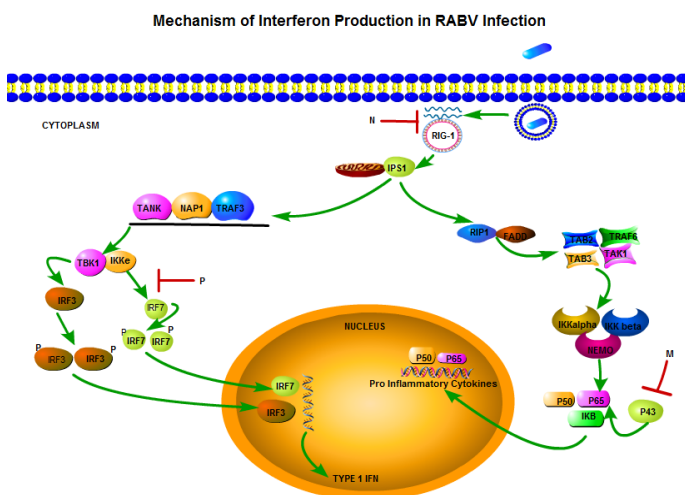 Mechanism of Interferon Production in RABV Infection
CYTOPLASM
N
RIG-1
IPS1
TANK NAP1 TRAF3
RIP1 FADD
TAB2 TRAF6
TAB3 TAK1
TBK1 IKKe
P
IRF3
IRF7
P P
IRF7 IRF7
P P
IRF3 IRF3
IKKalpha IKK beta
NEMO
M
NUCLEUS
P50 P65
Pro Inflammatory Cytokines
IRF7
IRF3
P50 P65
IKB
P43
TYPE 1 IFN